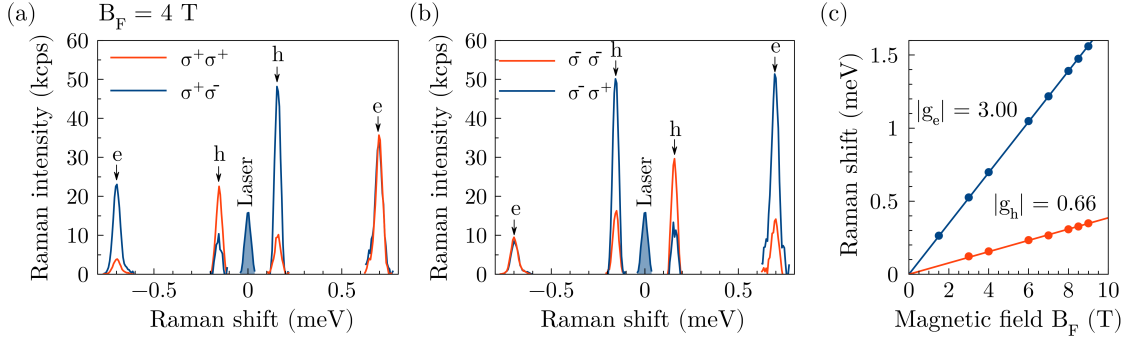 (a) B_F = 4 T
Raman intensity (kcps)
60
50
40
30
20
10
0
σ⁺σ⁺
σ⁺σ⁻
e
h
Laser
h
e
−0.5
0
0.5
Raman shift (meV)
(b)
Raman intensity (kcps)
60
50
40
30
20
10
0
σ⁻σ⁻
σ⁻σ⁺
e
h
Laser
h
e
−0.5
0
0.5
Raman shift (meV)
(c)
Raman shift (meV)
1.5
1
0.5
0
|g_e| = 3.00
|g_h| = 0.66
0
2
4
6
8
10
Magnetic field B_F (T)